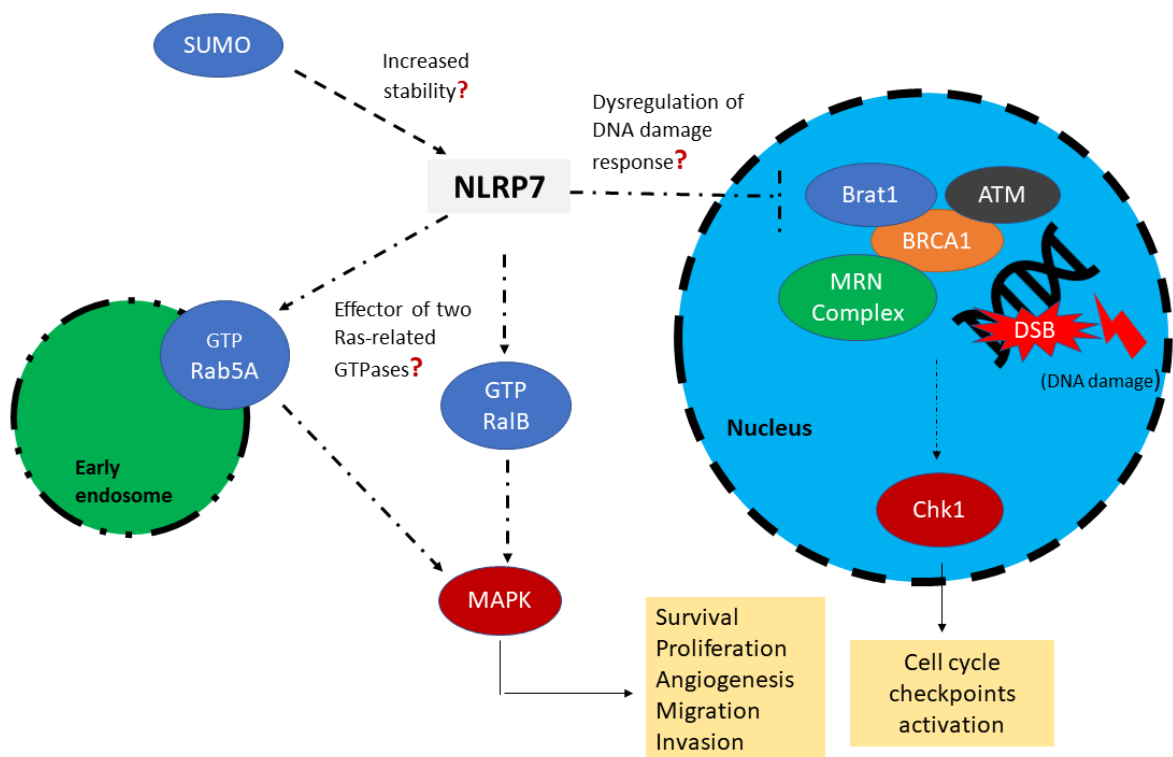 SUMO
Increased
stability?
Dysregulation of
DNA damage
response?
NLRP7
Brat1
ATM
BRCA1
MRN
Complex
DSB
(DNA damage)
Nucleus
Chk1
GTP
Rab5A
Early
endosome
Effector of two
Ras-related
GTPases?
GTP
RalB
MAPK
Survival
Proliferation
Angiogenesis
Migration
Invasion
Cell cycle
checkpoints
activation